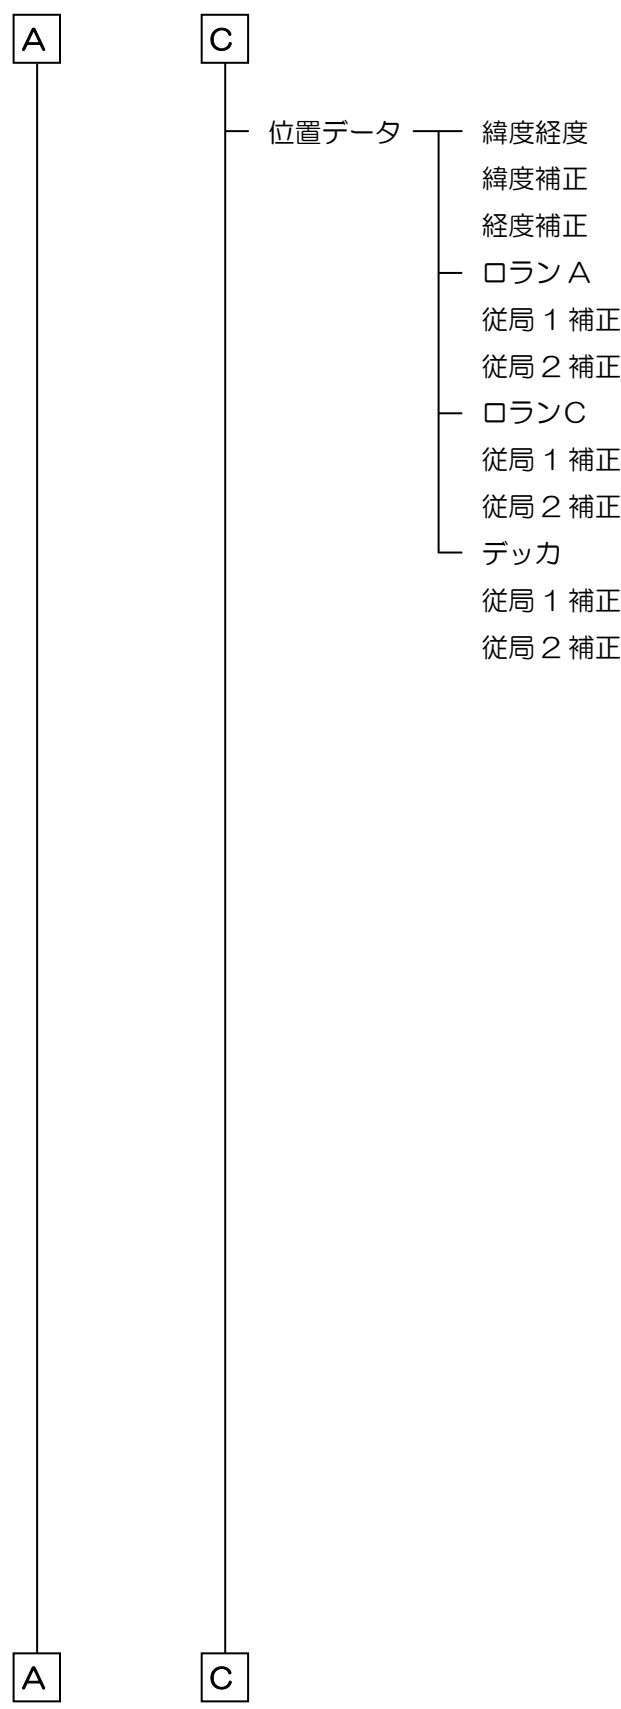 A C
位置データ 緯度経度
緯度補正
経度補正
ロランA
従局1補正
従局2補正
ロランC
従局1補正
従局2補正
デッカ
従局1補正
従局2補正
A C